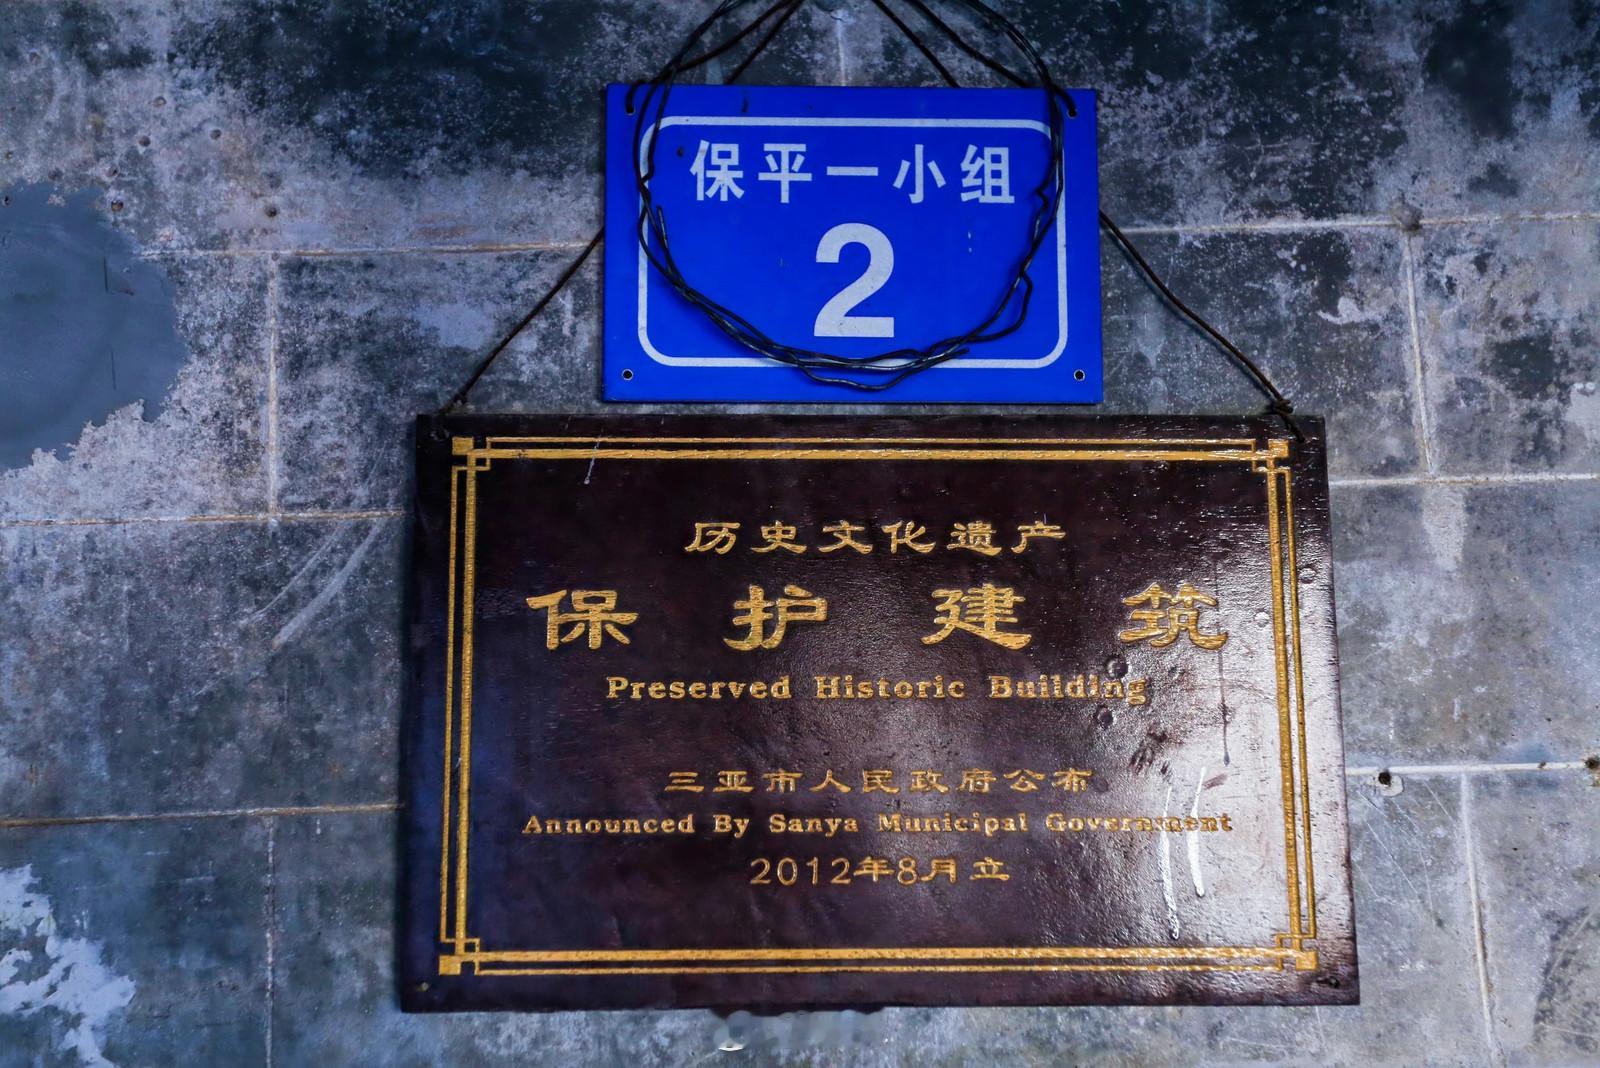 保平一小组
2
历史文化遗产
保护建筑
Preserved Historic Building
三亚市人民政府公布
Announced By Sanya Municipal Government
2012年8月立